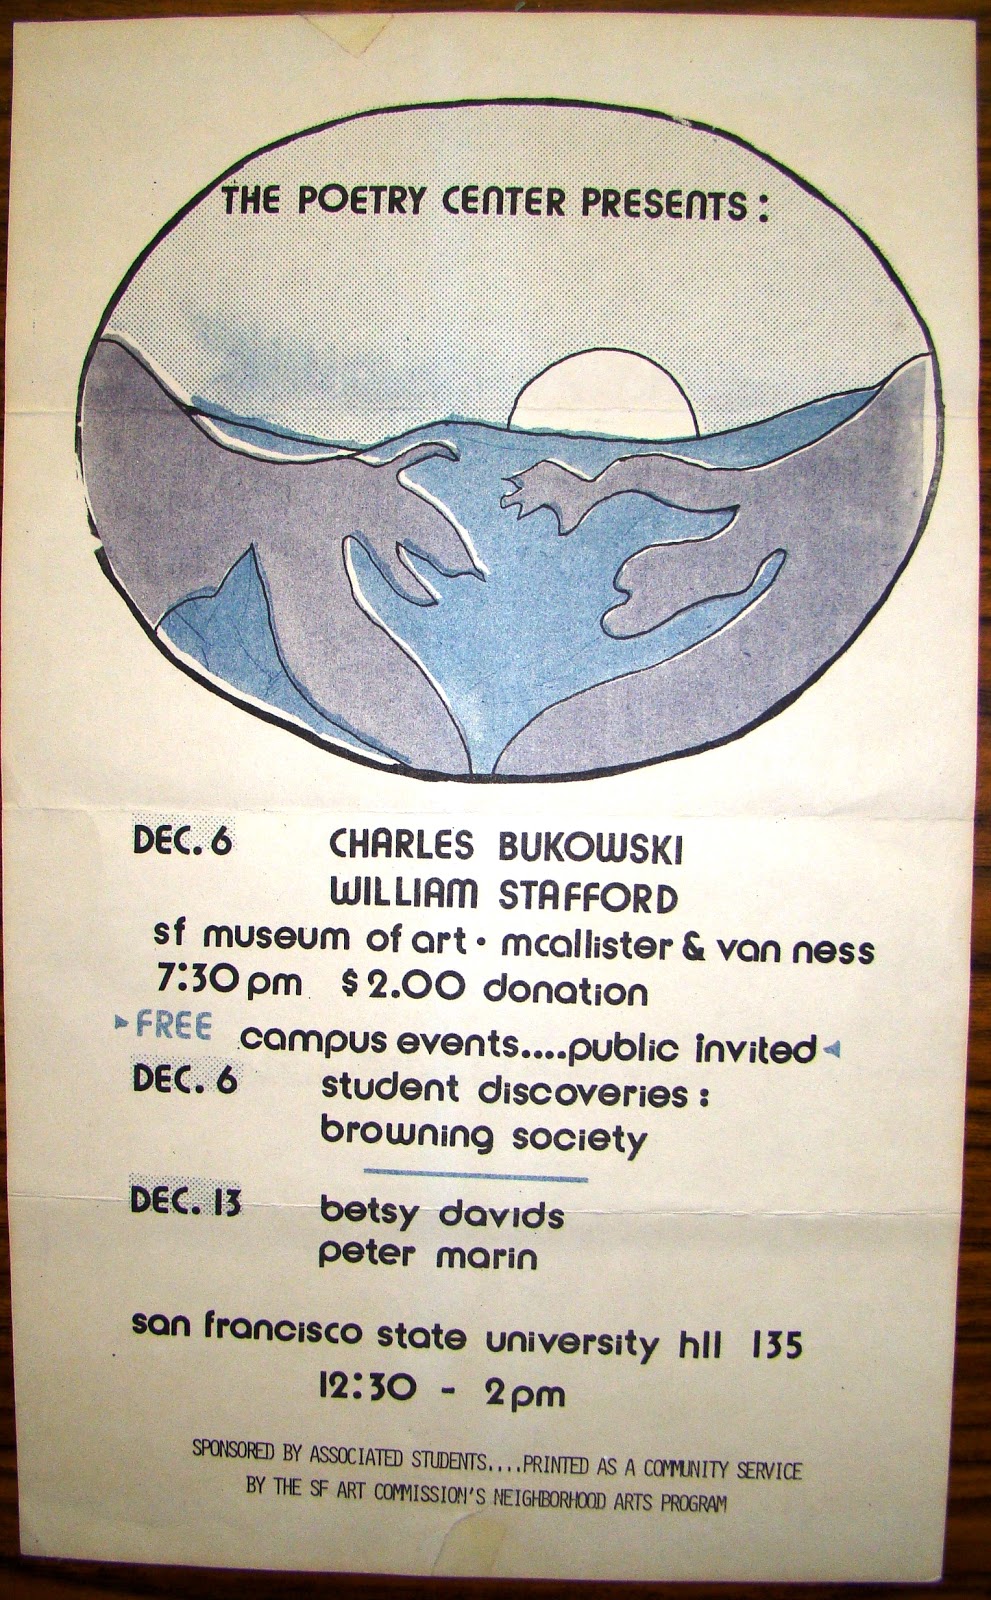 THE POETRY CENTER PRESENTS:
DEC. 6 CHARLES BUKOWSKI
WILLIAM STAFFORD
sf museum of art · mcallister & van ness
7:30 pm $2.00 donation
FREE campus events....public invited
DEC. 6 student discoveries:
browning society
DEC. 13 betsy davids
peter marin
san francisco state university hll 135
12:30 - 2pm
SPONSORED BY ASSOCIATED STUDENTS....PRINTED AS A COMMUNITY SERVICE
BY THE SF ART COMMISSION'S NEIGHBORHOOD ARTS PROGRAM